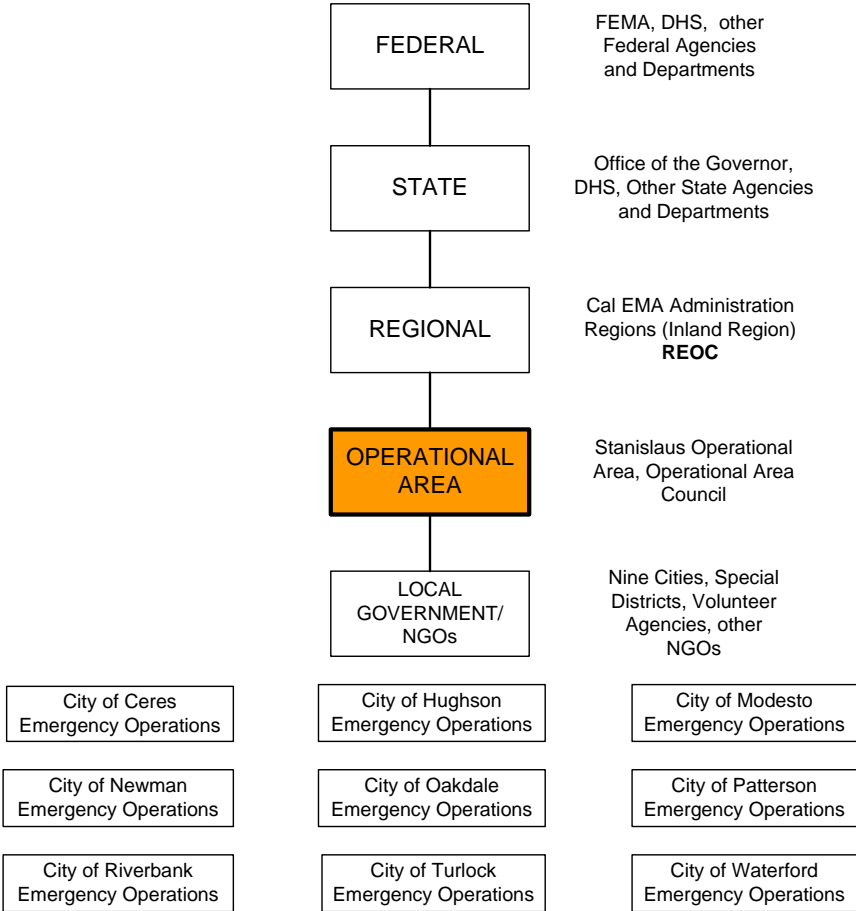 FEDERAL
FEMA, DHS, other
Federal Agencies
and Departments
STATE
Office of the Governor,
DHS, Other State Agencies
and Departments
REGIONAL
Cal EMA Administration
Regions (Inland Region)
REOC
OPERATIONAL
AREA
Stanislaus Operational
Area, Operational Area
Council
LOCAL
GOVERNMENT/
NGOs
Nine Cities, Special
Districts, Volunteer
Agencies, other
NGOs
City of Ceres
Emergency Operations
City of Hughson
Emergency Operations
City of Modesto
Emergency Operations
City of Newman
Emergency Operations
City of Oakdale
Emergency Operations
City of Patterson
Emergency Operations
City of Riverbank
Emergency Operations
City of Turlock
Emergency Operations
City of Waterford
Emergency Operations